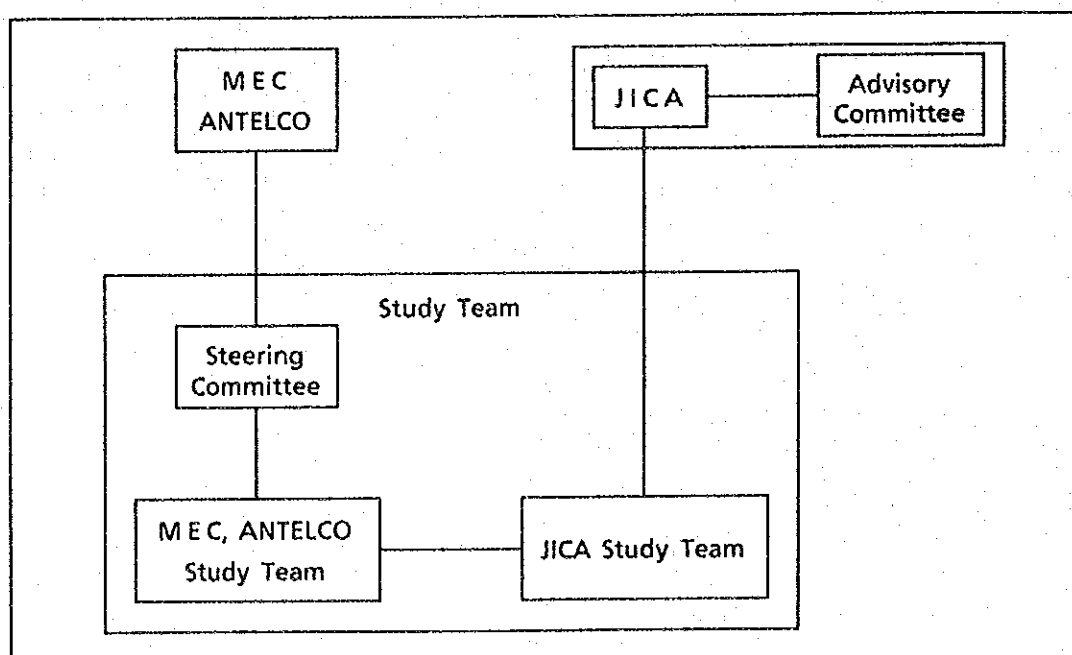 MEC
ANTELCO
JICA
Advisory
Committee
Study Team
Steering
Committee
MEC, ANTELCO
Study Team
JICA Study Team